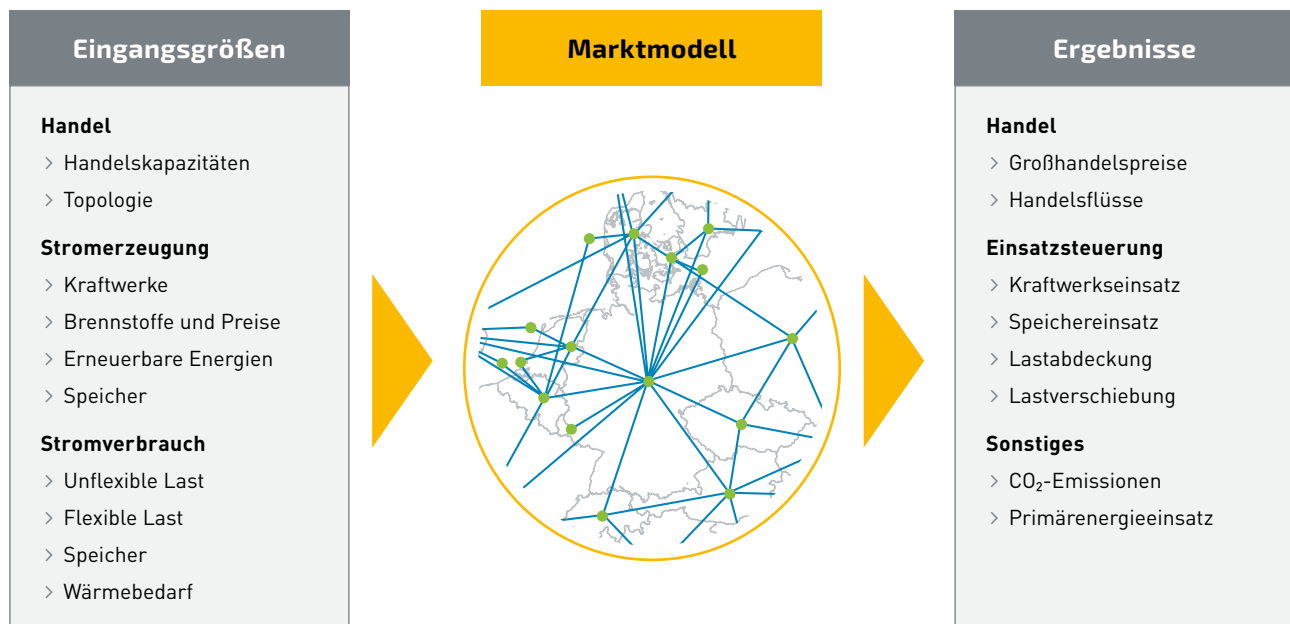 Eingangsgrößen
Handel
> Handelskapazitäten
> Topologie
Stromerzeugung
> Kraftwerke
> Brennstoffe und Preise
> Erneuerbare Energien
> Speicher
Stromverbrauch
> Unflexible Last
> Flexible Last
> Speicher
> Wärmebedarf
Marktmodell
Ergebnisse
Handel
> Großhandelspreise
> Handelsflüsse
Einsatzsteuerung
> Kraftwerkseinsatz
> Speichereinsatz
> Lastabdeckung
> Lastverschiebung
Sonstiges
> CO₂-Emissionen
> Primärenergieeinsatz